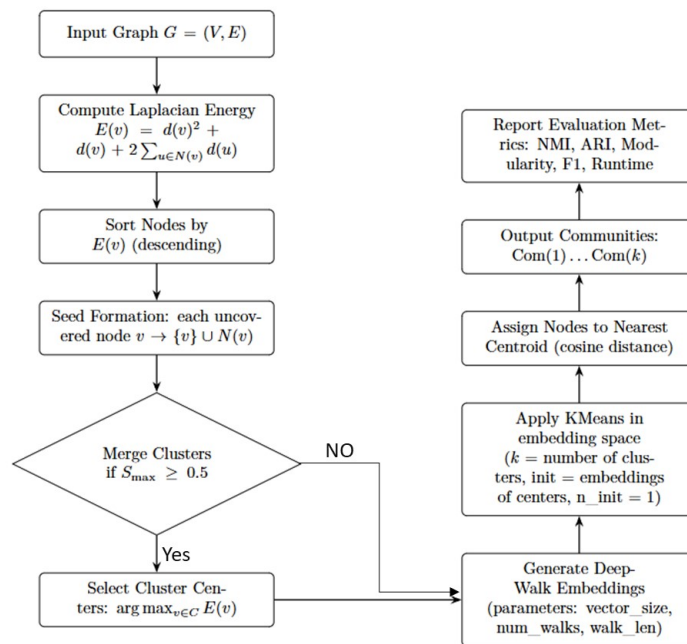 Input Graph G = (V, E)
Compute Laplacian Energy
E(v) = d(v)² +
d(v) + 2 ∑u∈N(v) d(u)
Sort Nodes by
E(v) (descending)
Seed Formation: each uncov-
ered node v → {v} ∪ N(v)
Merge Clusters
if Smax ≥ 0.5
NO
Yes
Select Cluster Cen-
ters: arg maxv∈C E(v)
Generate Deep-
Walk Embeddings
(parameters: vector_size,
num_walks, walk_len)
Apply KMeans in
embedding space
(k = number of clus-
ters, init = embeddings
of centers, n_init = 1)
Assign Nodes to Nearest
Centroid (cosine distance)
Output Communities:
Com(1) . . . Com(k)
Report Evaluation Met-
rics: NMI, ARI, Mod-
ularity, F1, Runtime